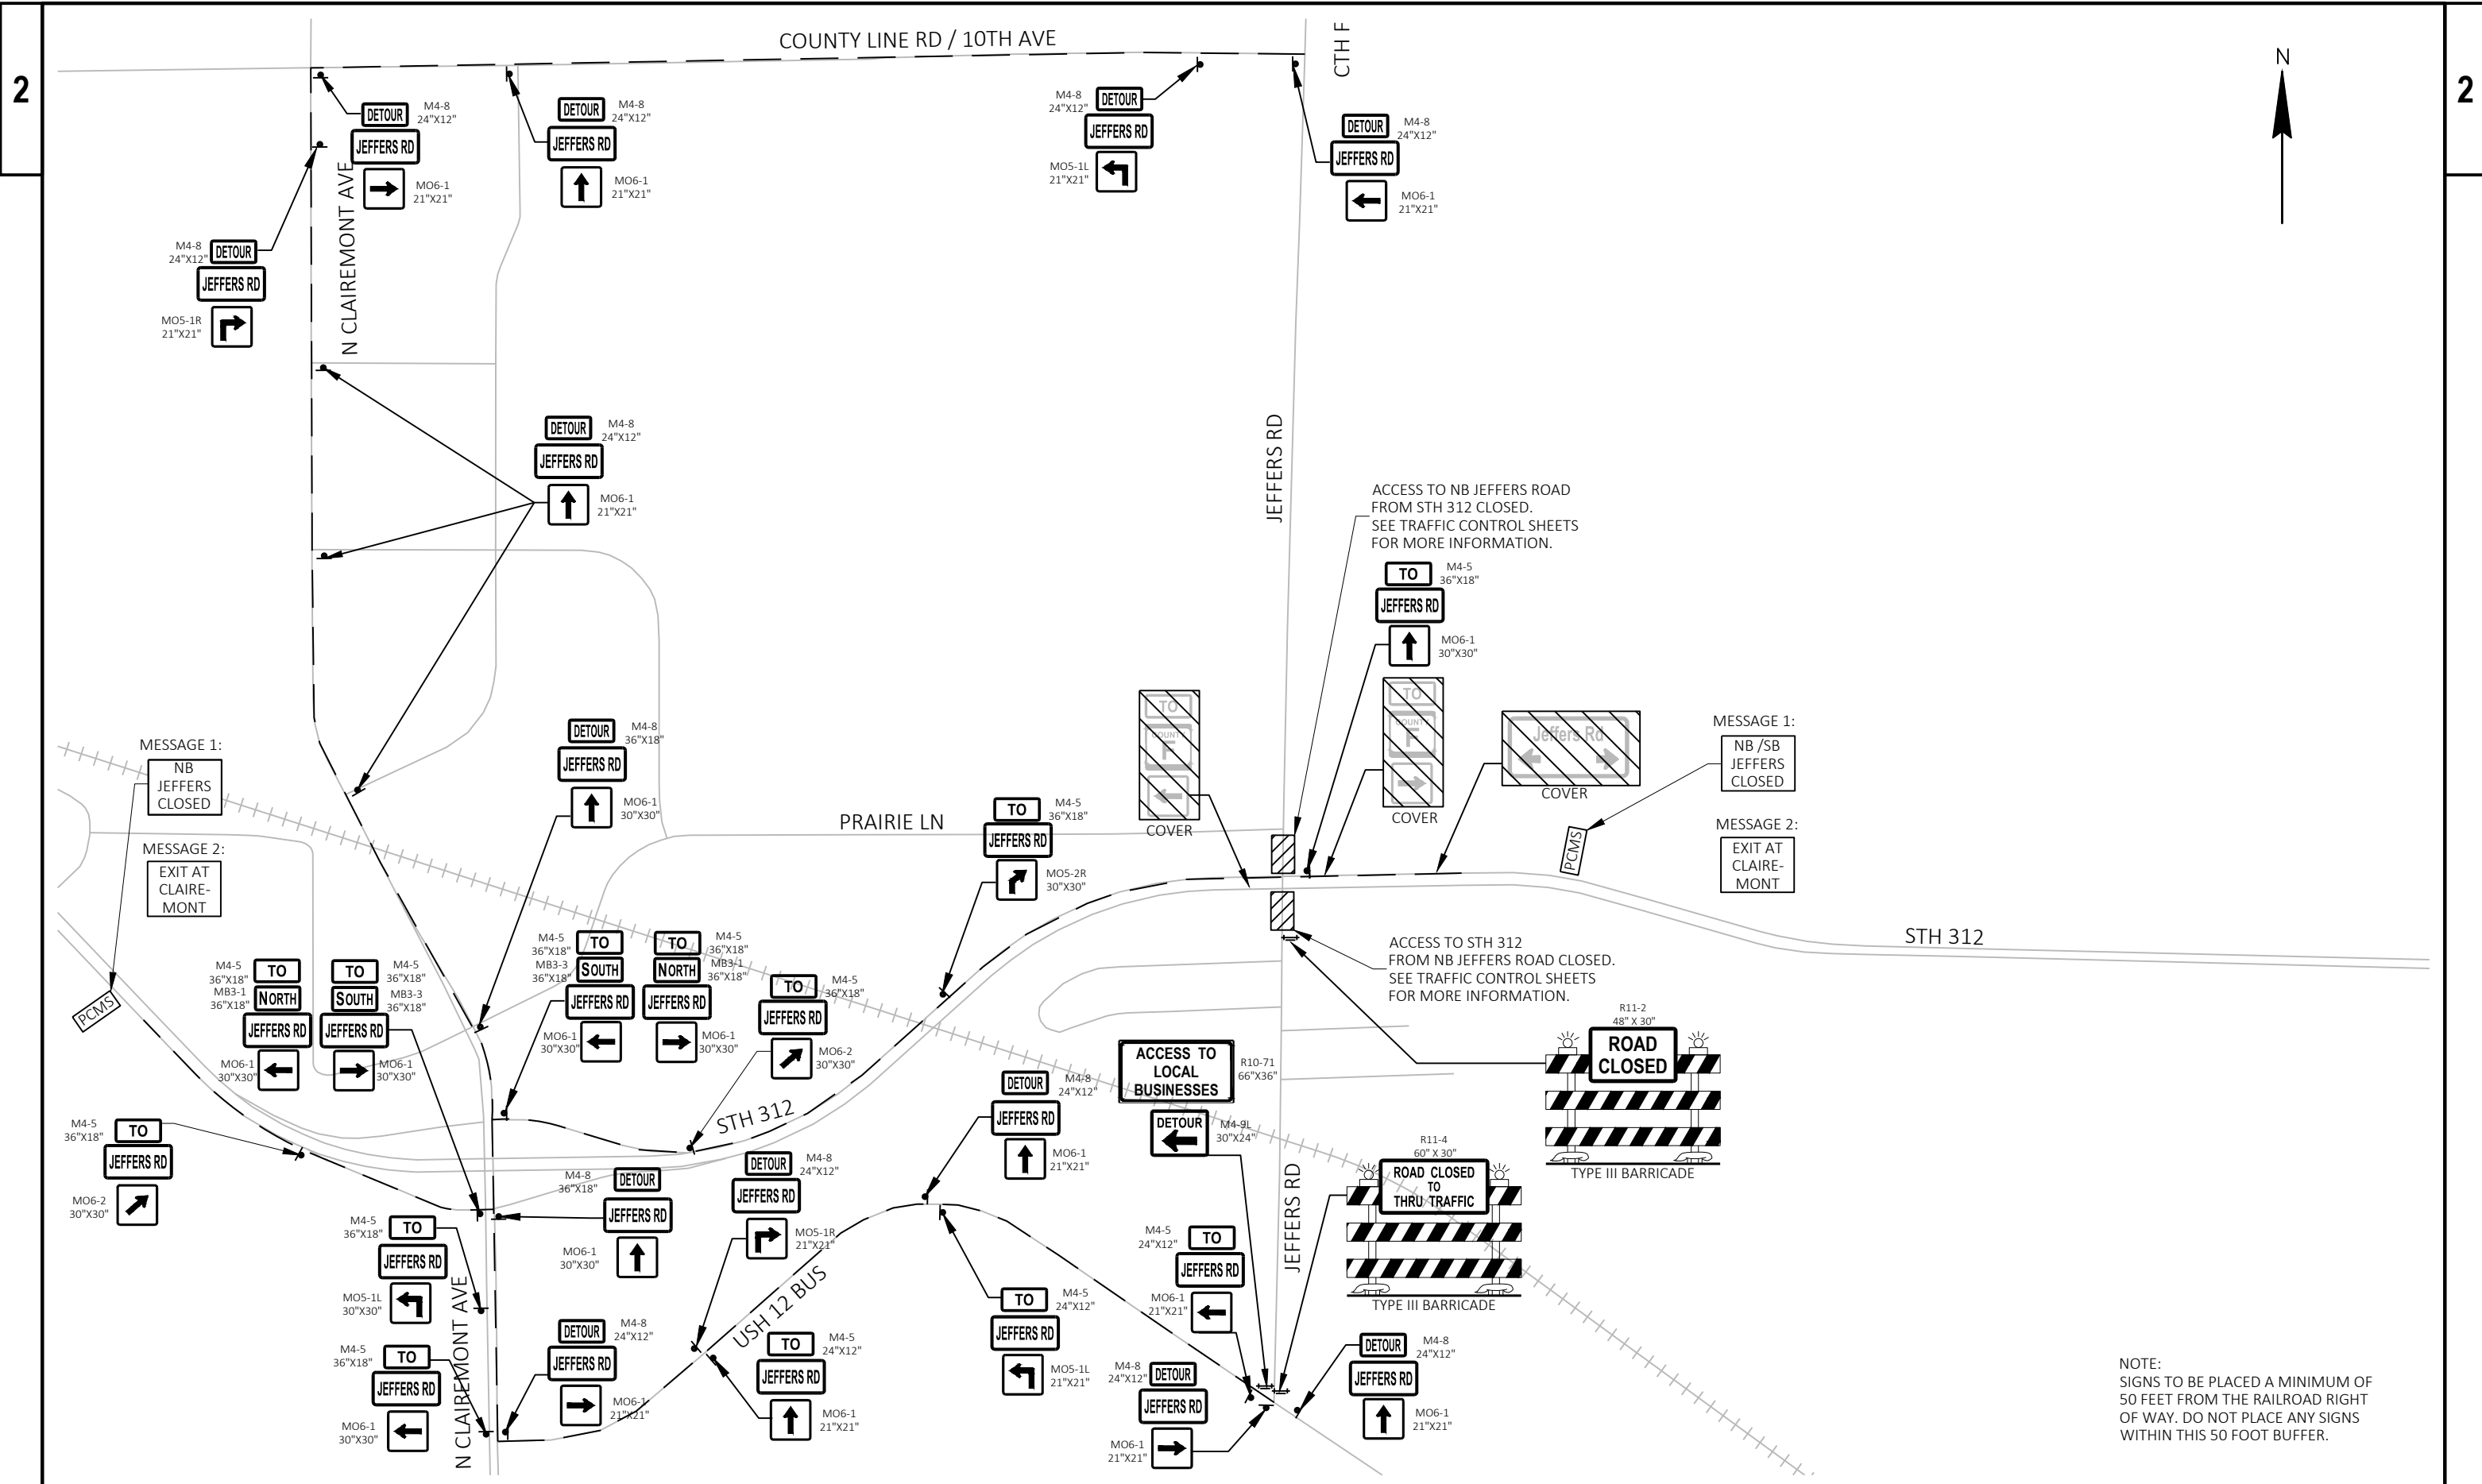 2
2
COUNTY LINE RD / 10TH AVE
CTH F
N
DETOUR
M4-8
24"X12"
JEFFERS RD
MO6-1
21"X21"
DETOUR
M4-8
24"X12"
JEFFERS RD
MO6-1
21"X21"
M4-8
24"X12"
DETOUR
JEFFERS RD
MO5-1L
21"X21"
DETOUR
M4-8
24"X12"
JEFFERS RD
MO6-1
21"X21"
N CLAIREMONT AVE
M4-8
24"X12"
DETOUR
JEFFERS RD
MO5-1R
21"X21"
DETOUR
M4-8
24"X12"
JEFFERS RD
MO6-1
21"X21"
JEFFERS RD
ACCESS TO NB JEFFERS ROAD
FROM STH 312 CLOSED.
SEE TRAFFIC CONTROL SHEETS
FOR MORE INFORMATION.
TO
M4-5
36"X18"
JEFFERS RD
MO6-1
30"X30"
TO
COUNTY
F
COVER
TO
COUNTY
F
COVER
Jeffers Rd
COVER
MESSAGE 1:
NB /SB
JEFFERS
CLOSED
MESSAGE 2:
EXIT AT
CLAIRE-
MONT
PCMS
MESSAGE 1:
NB
JEFFERS
CLOSED
MESSAGE 2:
EXIT AT
CLAIRE-
MONT
PCMS
DETOUR
M4-8
36"X18"
JEFFERS RD
MO6-1
30"X30"
PRAIRIE LN
TO
M4-5
36"X18"
JEFFERS RD
MO5-2R
30"X30"
STH 312
ACCESS TO STH 312
FROM NB JEFFERS ROAD CLOSED.
SEE TRAFFIC CONTROL SHEETS
FOR MORE INFORMATION.
M4-5
36"X18"
TO
MB3-1
36"X18"
NORTH
JEFFERS RD
MO6-1
30"X30"
TO
M4-5
36"X18"
SOUTH
MB3-3
36"X18"
JEFFERS RD
MO6-1
30"X30"
M4-5
36"X18"
TO
MB3-3
36"X18"
SOUTH
JEFFERS RD
MO6-1
30"X30"
TO
M4-5
36"X18"
NORTH
MB3-1
36"X18"
JEFFERS RD
MO6-1
30"X30"
TO
M4-5
36"X18"
JEFFERS RD
MO6-2
30"X30"
STH 312
R11-2
48" X 30"
ROAD
CLOSED
TYPE III BARRICADE
ACCESS TO
LOCAL
BUSINESSES
R10-71
66"X36"
DETOUR
M4-9L
30"X24"
R11-4
60" X 30"
ROAD CLOSED
TO
THRU TRAFFIC
TYPE III BARRICADE
DETOUR
M4-8
24"X12"
JEFFERS RD
MO6-1
21"X21"
M4-5
36"X18"
TO
JEFFERS RD
MO6-2
30"X30"
M4-8
36"X18"
DETOUR
JEFFERS RD
MO6-1
30"X30"
DETOUR
M4-8
24"X12"
JEFFERS RD
MO5-1R
21"X21"
M4-5
36"X18"
TO
JEFFERS RD
MO5-1L
30"X30"
N CLAIREMONT AVE
USH 12 BUS
JEFFERS RD
M4-5
24"X12"
TO
JEFFERS RD
MO6-1
21"X21"
TO
M4-5
24"X12"
JEFFERS RD
MO5-1L
21"X21"
M4-5
36"X18"
TO
JEFFERS RD
MO6-1
30"X30"
DETOUR
M4-8
24"X12"
JEFFERS RD
MO6-1
21"X21"
TO
M4-5
24"X12"
JEFFERS RD
MO6-1
21"X21"
M4-8
24"X12"
DETOUR
JEFFERS RD
MO6-1
21"X21"
DETOUR
M4-8
24"X12"
JEFFERS RD
MO6-1
21"X21"
NOTE:
SIGNS TO BE PLACED A MINIMUM OF
50 FEET FROM THE RAILROAD RIGHT
OF WAY. DO NOT PLACE ANY SIGNS
WITHIN THIS 50 FOOT BUFFER.